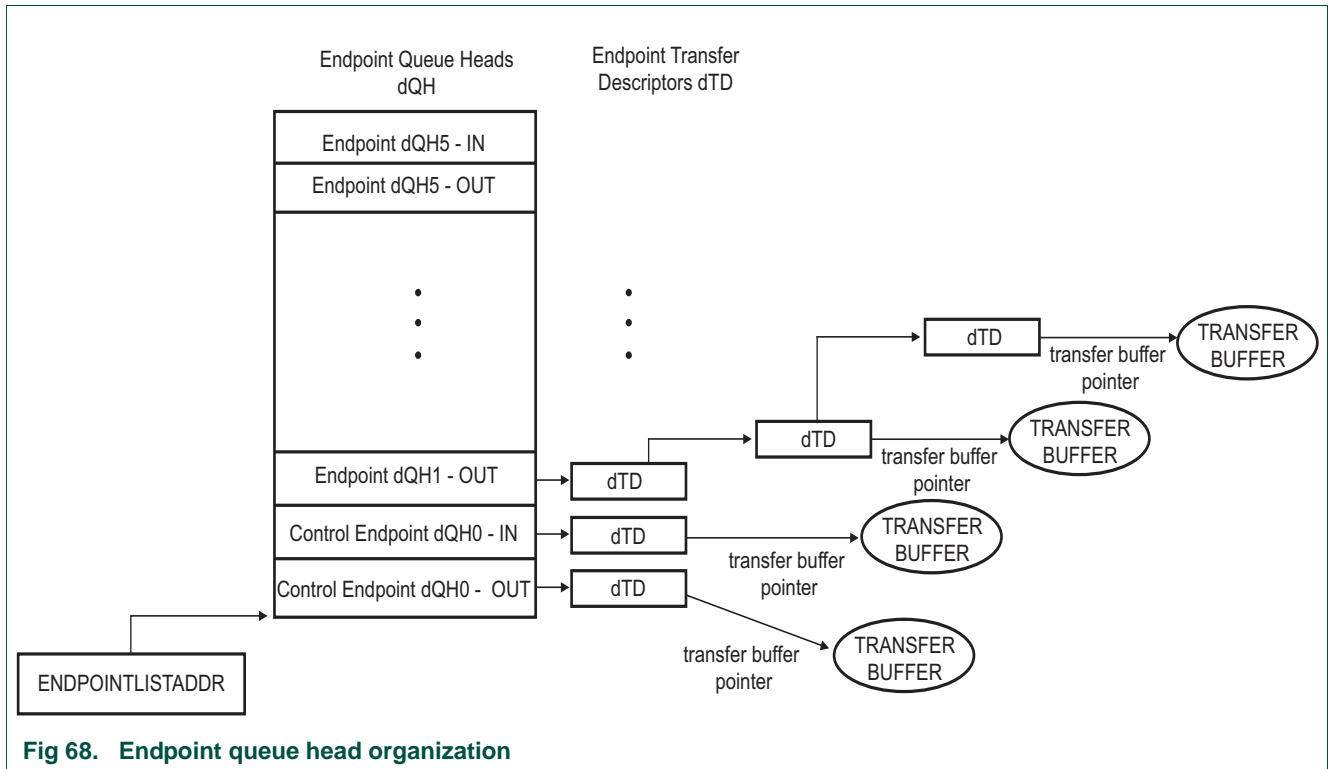 Endpoint Queue Heads
dQH
Endpoint Transfer
Descriptors dTD
Endpoint dQH5 - IN
Endpoint dQH5 - OUT
dTD
transfer buffer
pointer
TRANSFER
BUFFER
dTD
transfer buffer
pointer
TRANSFER
BUFFER
Endpoint dQH1 - OUT
dTD
Control Endpoint dQH0 - IN
dTD
transfer buffer
pointer
TRANSFER
BUFFER
Control Endpoint dQH0 - OUT
dTD
transfer buffer
pointer
TRANSFER
BUFFER
ENDPOINTLISTADDR
Fig 68. Endpoint queue head organization